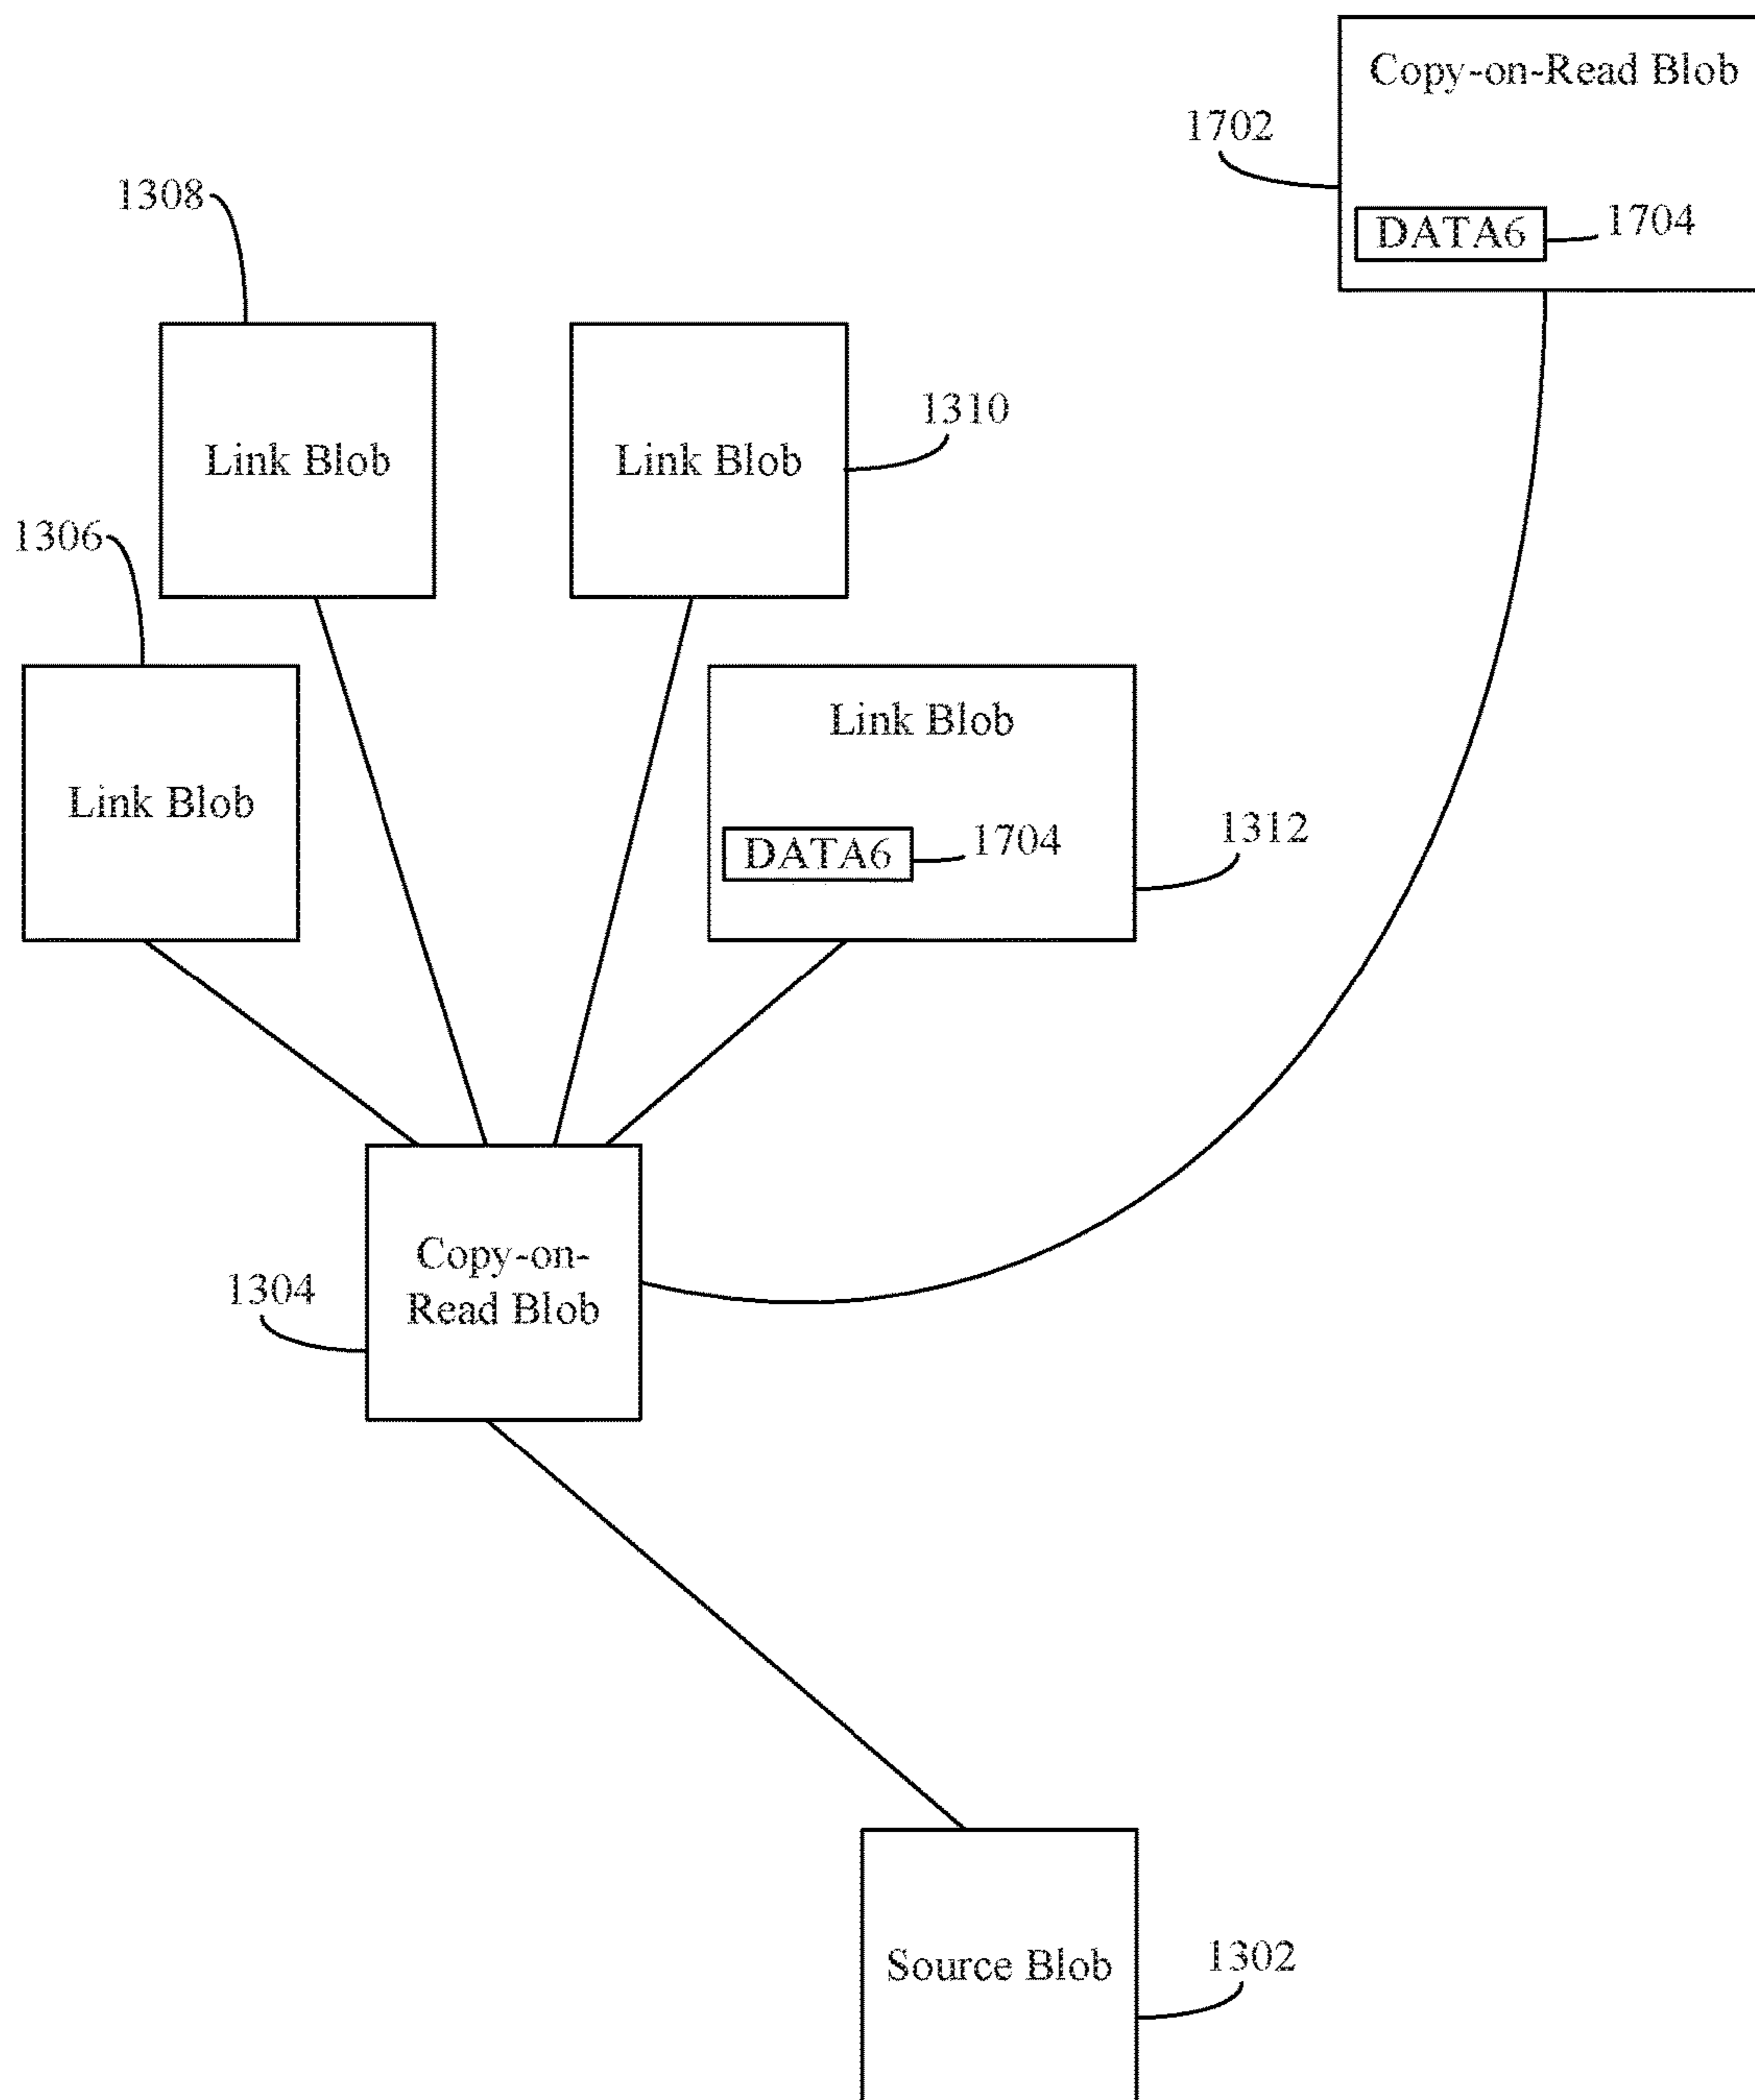 Copy-on-Read Blob
1702
1308
DATA6
1704
1310
Link Blob
Link Blob
1306
Link Blob
Link Blob
1312
DATA6
1704
Copy-on-
Read Blob
1304
Source Blob
1302